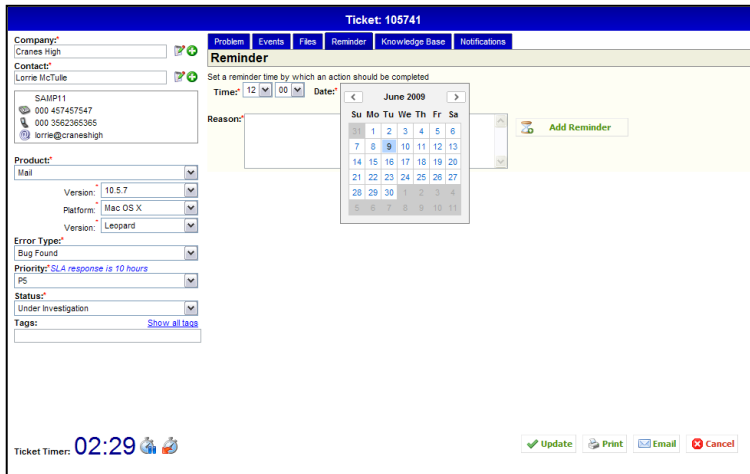 Ticket: 105741
Company:*
Cranes High
Contact:*
Lorrie McTulle
SAMP11
000 457457547
000 3562365365
lorrie@craneshigh
Product:*
Mail
Version:* 10.5.7
Platform:* Mac OS X
Version:* Leopard
Error Type:*
Bug Found
Priority:*SLA response is 10 hours
P5
Status:*
Under Investigation
Tags: Show all tags
Ticket Timer: 02:29
Problem Events Files Reminder Knowledge Base Notifications
Reminder
Set a reminder time by which an action should be completed
Time:* 12 00 Date:*
< June 2009 >
Su Mo Tu We Th Fr Sa
31 1 2 3 4 5 6
7 8 9 10 11 12 13
14 15 16 17 18 19 20
21 22 23 24 25 26 27
28 29 30 1 2 3 4
5 6 7 8 9 10 11
Reason:*
Add Reminder
Update Print Email Cancel